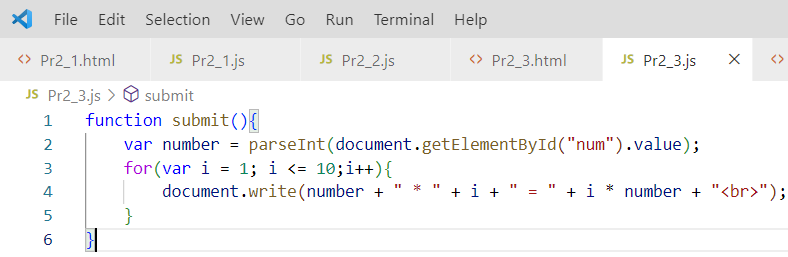 File Edit Selection View Go Run Terminal Help
<> Pr2_1.html JS Pr2_1.js JS Pr2_2.js <> Pr2_3.html JS Pr2_3.js × <>
JS Pr2_3.js > submit
1 function submit(){
2 var number = parseInt(document.getElementById("num").value);
3 for(var i = 1; i <= 10;i++){
4 document.write(number + " * " + i + " = " + i * number + "<br>");
5 }
6 }